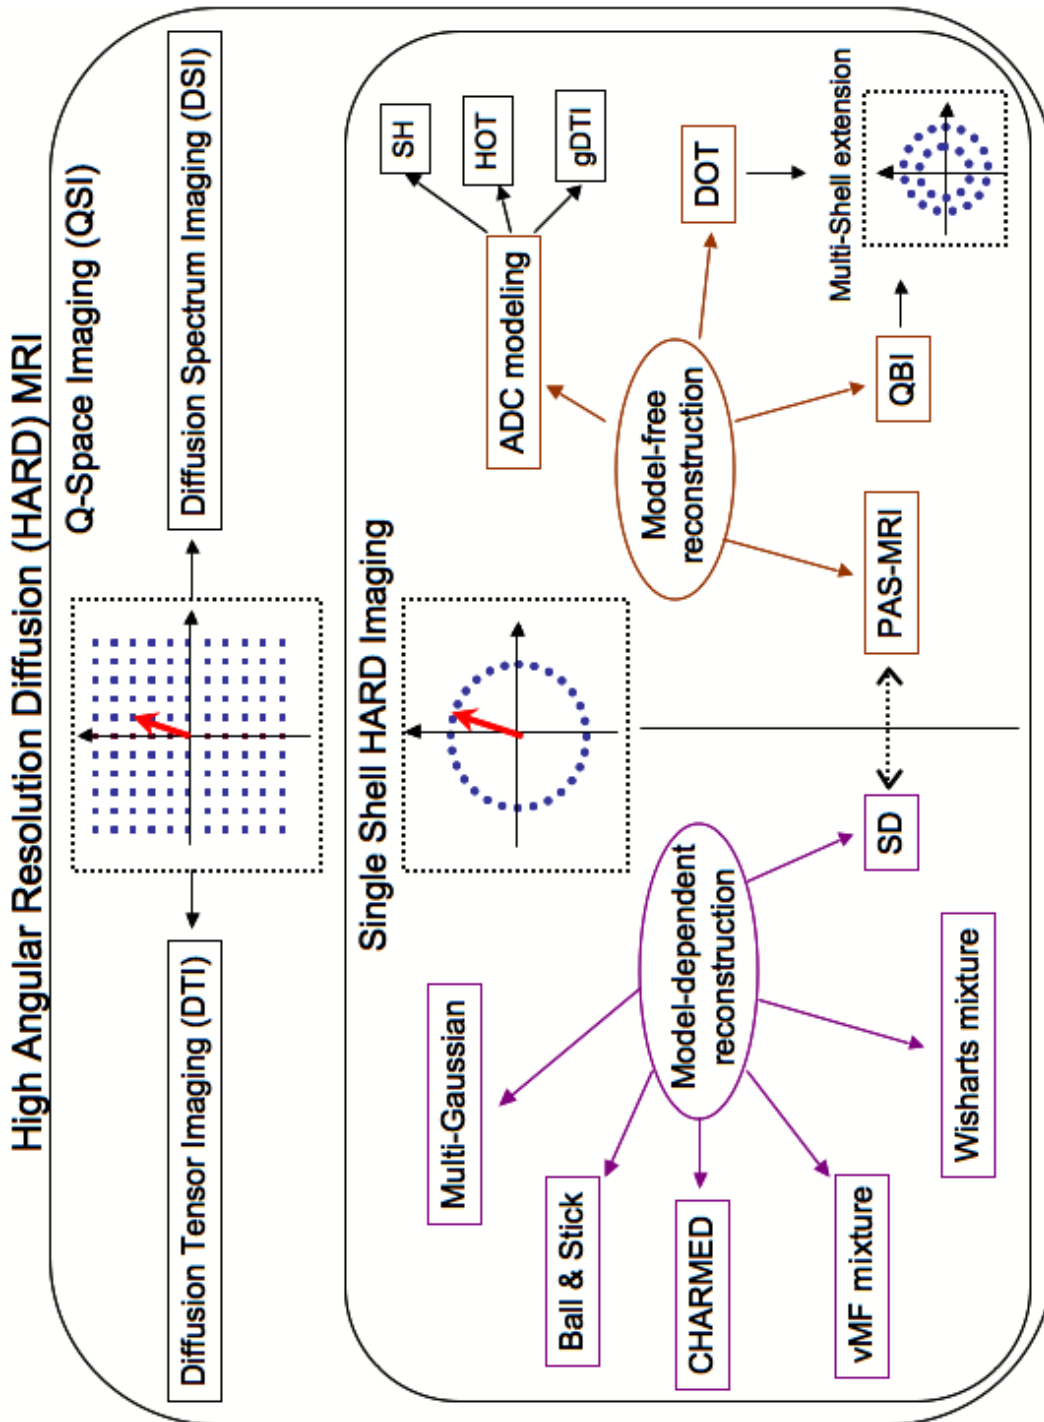 High Angular Resolution Diffusion (HARD) MRI
Q-Space Imaging (QSI)
Diffusion Tensor Imaging (DTI)
Diffusion Spectrum Imaging (DSI)
Single Shell HARD Imaging
Model-dependent
reconstruction
Multi-Gaussian
Ball & Stick
CHARMED
vMF mixture
Wisharts mixture
SD
Model-free
reconstruction
ADC modeling
SH
HOT
gDTI
DOT
QBI
PAS-MRI
Multi-Shell extension